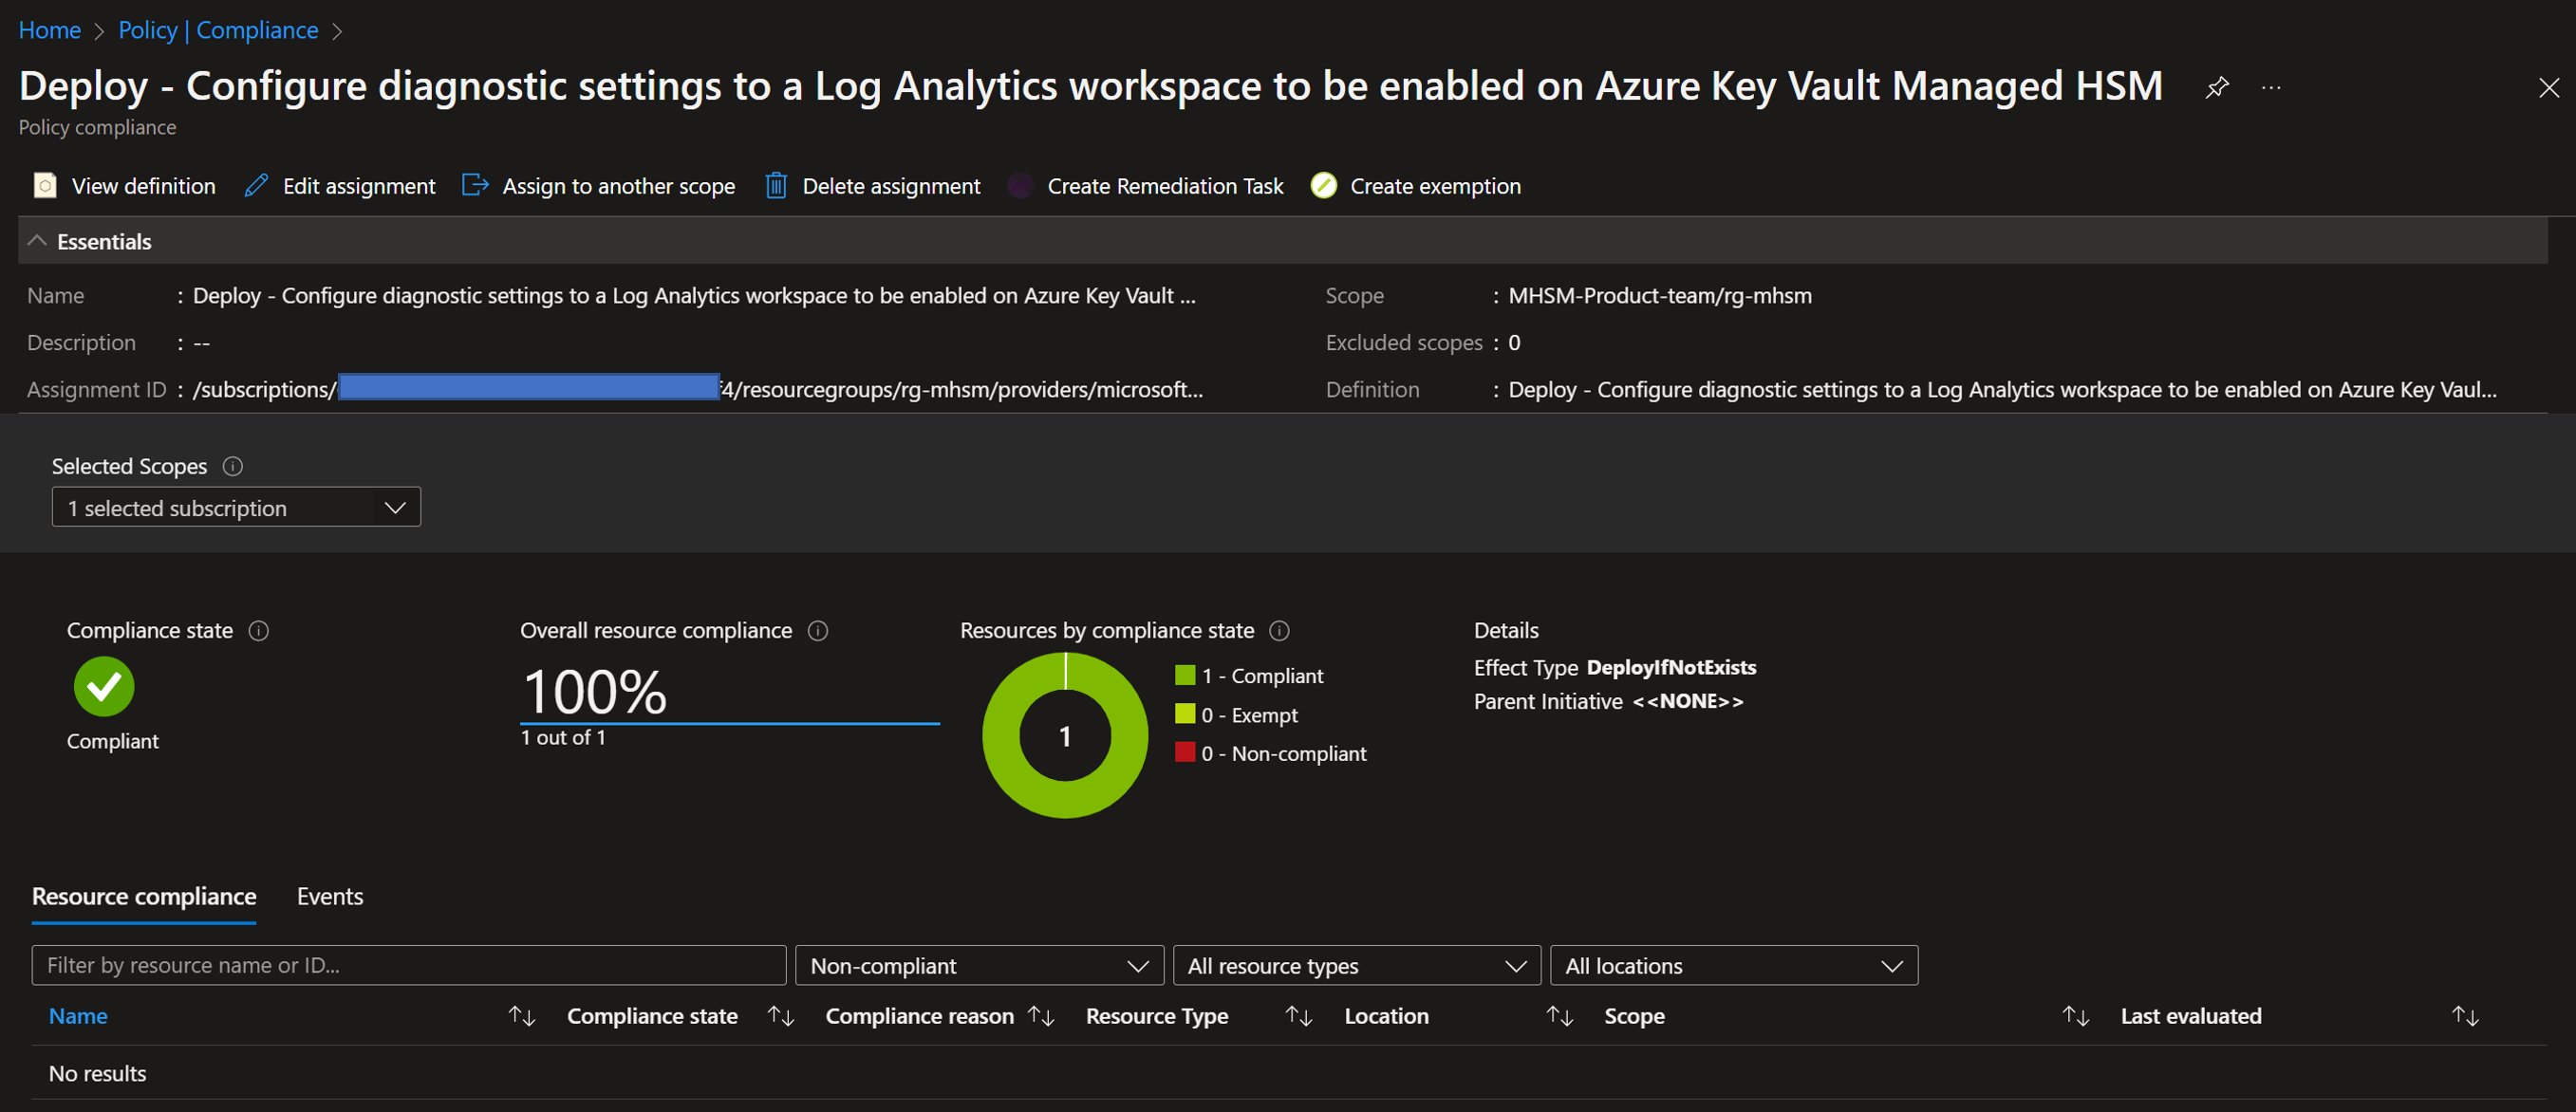 Home > Policy | Compliance >
Deploy - Configure diagnostic settings to a Log Analytics workspace to be enabled on Azure Key Vault Managed HSM
Policy compliance
View definition Edit assignment Assign to another scope Delete assignment Create Remediation Task Create exemption
Essentials
Name : Deploy - Configure diagnostic settings to a Log Analytics workspace to be enabled on Azure Key Vault ... Scope : MHSM-Product-team/rg-mhsm
Description : -- Excluded scopes : 0
Assignment ID : /subscriptions/ 4/resourcegroups/rg-mhsm/providers/microsoft... Definition : Deploy - Configure diagnostic settings to a Log Analytics workspace to be enabled on Azure Key Vaul...
Selected Scopes
1 selected subscription
Compliance state Overall resource compliance Resources by compliance state Details
Compliant
100%
1 out of 1
1
1 - Compliant
0 - Exempt
0 - Non-compliant
Effect Type DeployIfNotExists
Parent Initiative <<NONE>>
Resource compliance Events
Filter by resource name or ID... Non-compliant All resource types All locations
Name Compliance state Compliance reason Resource Type Location Scope Last evaluated
No results